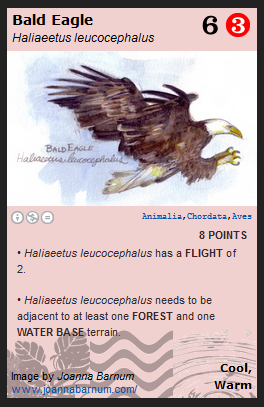 Bald Eagle
Haliaeetus leucocephalus
6 3
BALD EAGLE
Haliaeetus leucocephalus
Animalia,Chordata,Aves
8 POINTS
• Haliaeetus leucocephalus has a FLIGHT of
2.
• Haliaeetus leucocephalus needs to be
adjacent to at least one FOREST and one
WATER BASE terrain.
Image by Joanna Barnum
www.joannabarnum.com/
Cool,
Warm